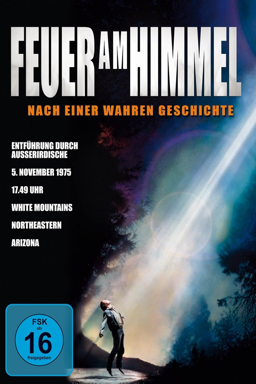 FEUER AM HIMMEL
NACH EINER WAHREN GESCHICHTE
ENTFÜHRUNG DURCH
AUSSERIRDISCHE
5. NOVEMBER 1975
17.49 UHR
WHITE MOUNTAINS
NORTHEASTERN
ARIZONA
FSK
ab
16
freigegeben